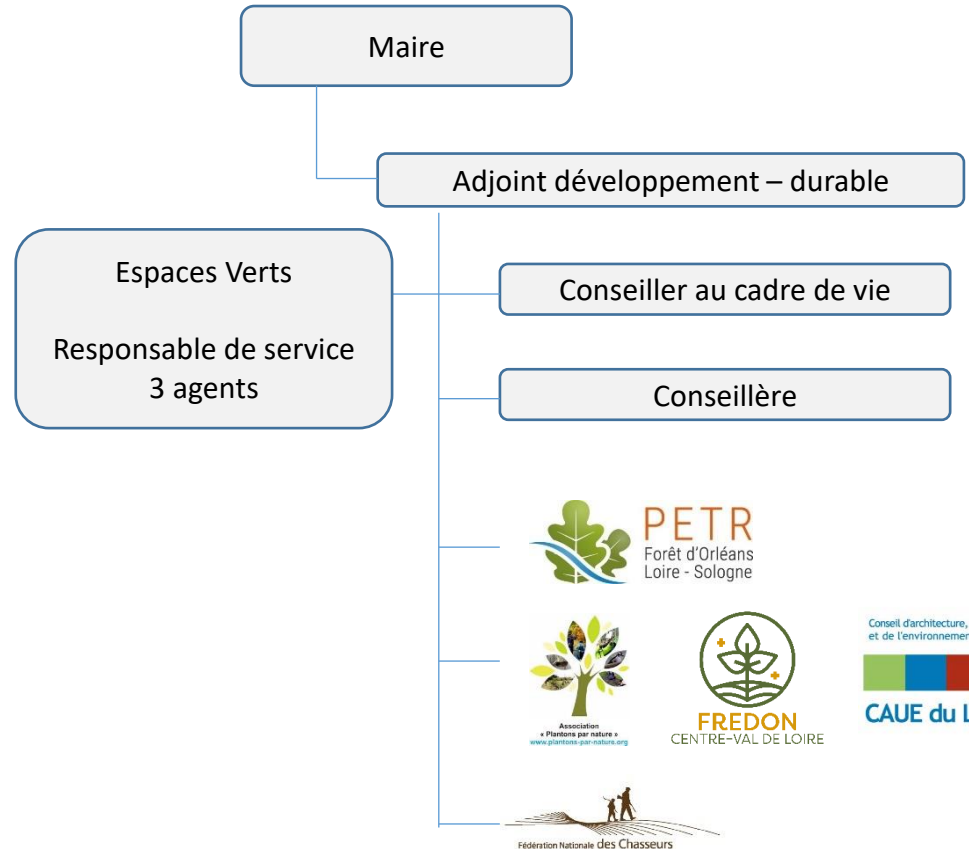 Maire
Adjoint développement – durable
Espaces Verts
Responsable de service
3 agents
Conseiller au cadre de vie
Conseillère
PETR
Forêt d'Orléans
Loire - Sologne
Association
« Plantons par nature »
www.plantons-par-nature.org
FREDON
CENTRE-VAL DE LOIRE
Conseil d'architecture,
et de l'environnemen
CAUE du L
Fédération Nationale des Chasseurs